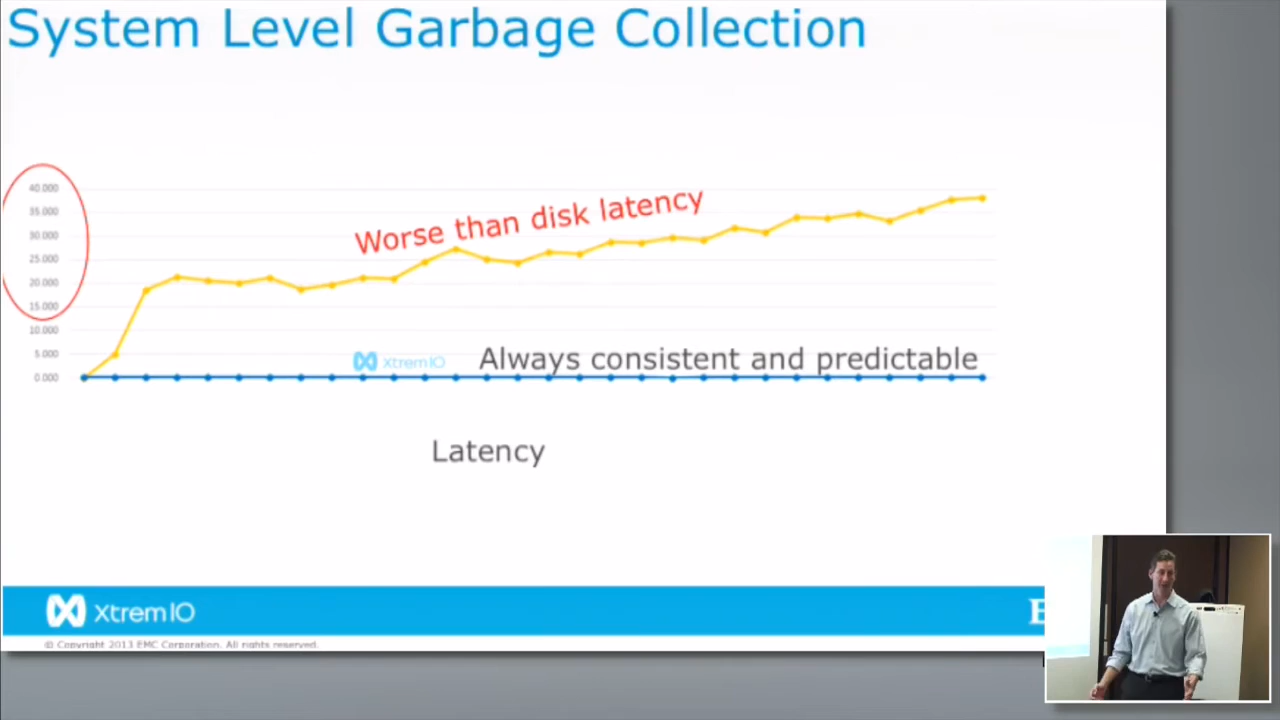 System Level Garbage Collection
40.000
35.000
30.000
25.000
20.000
15.000
10.000
5.000
0.000
Worse than disk latency
XtremIO
Always consistent and predictable
Latency
XtremIO
© Copyright 2013 EMC Corporation. All rights reserved.